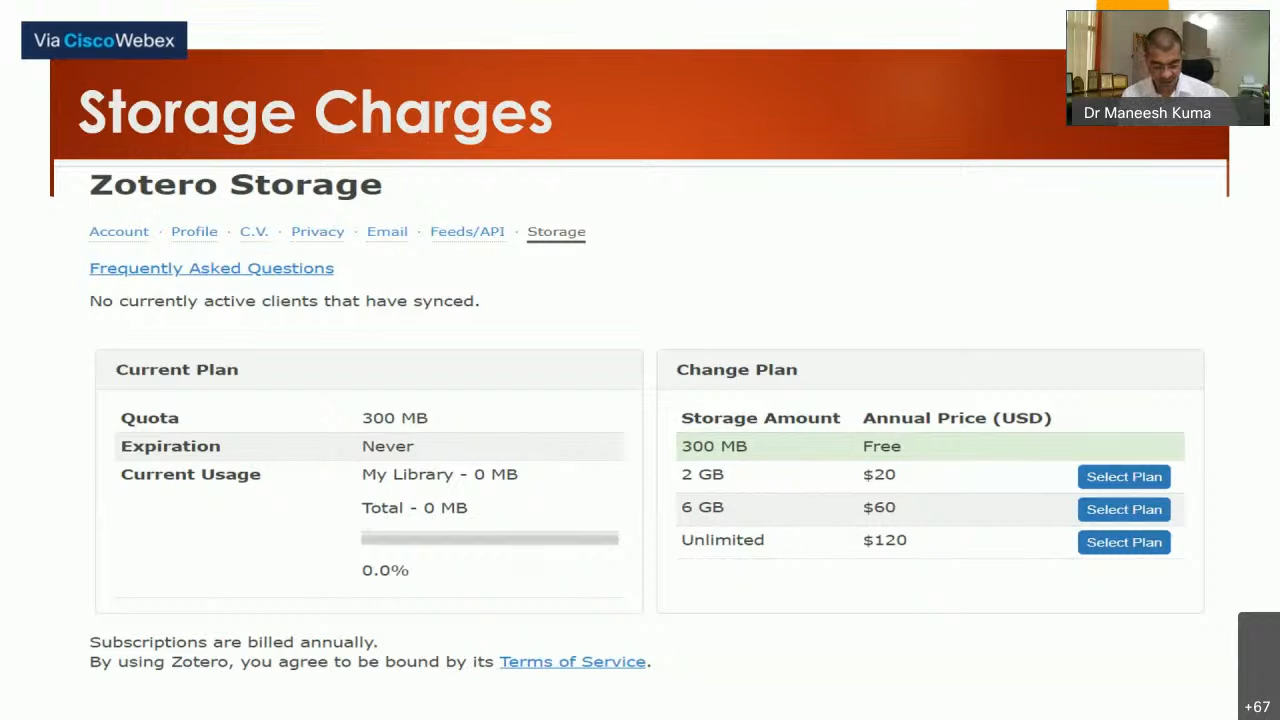 Via CiscoWebex
Dr Maneesh Kuma
Storage Charges
Zotero Storage
Account · Profile · C.V. · Privacy · Email · Feeds/API · Storage
Frequently Asked Questions
No currently active clients that have synced.
Current Plan
Quota 300 MB
Expiration Never
Current Usage My Library - 0 MB
Total - 0 MB
0.0%
Change Plan
Storage Amount Annual Price (USD)
300 MB Free
2 GB $20 Select Plan
6 GB $60 Select Plan
Unlimited $120 Select Plan
Subscriptions are billed annually.
By using Zotero, you agree to be bound by its Terms of Service.
+67